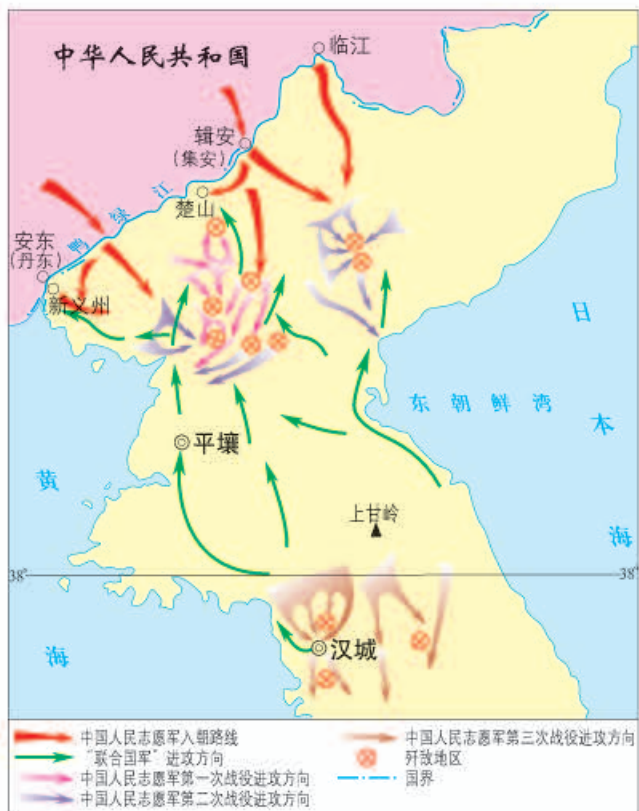 中华人民共和国
临江
辑安
(集安)
鸭绿江
楚山
安东
(丹东)
新义州
日本海
东朝鲜湾
平壤
黄海
上甘岭
38°
38°
汉城
中国人民志愿军入朝路线
“联合国军”进攻方向
中国人民志愿军第一次战役进攻方向
中国人民志愿军第二次战役进攻方向
中国人民志愿军第三次战役进攻方向
歼敌地区
国界